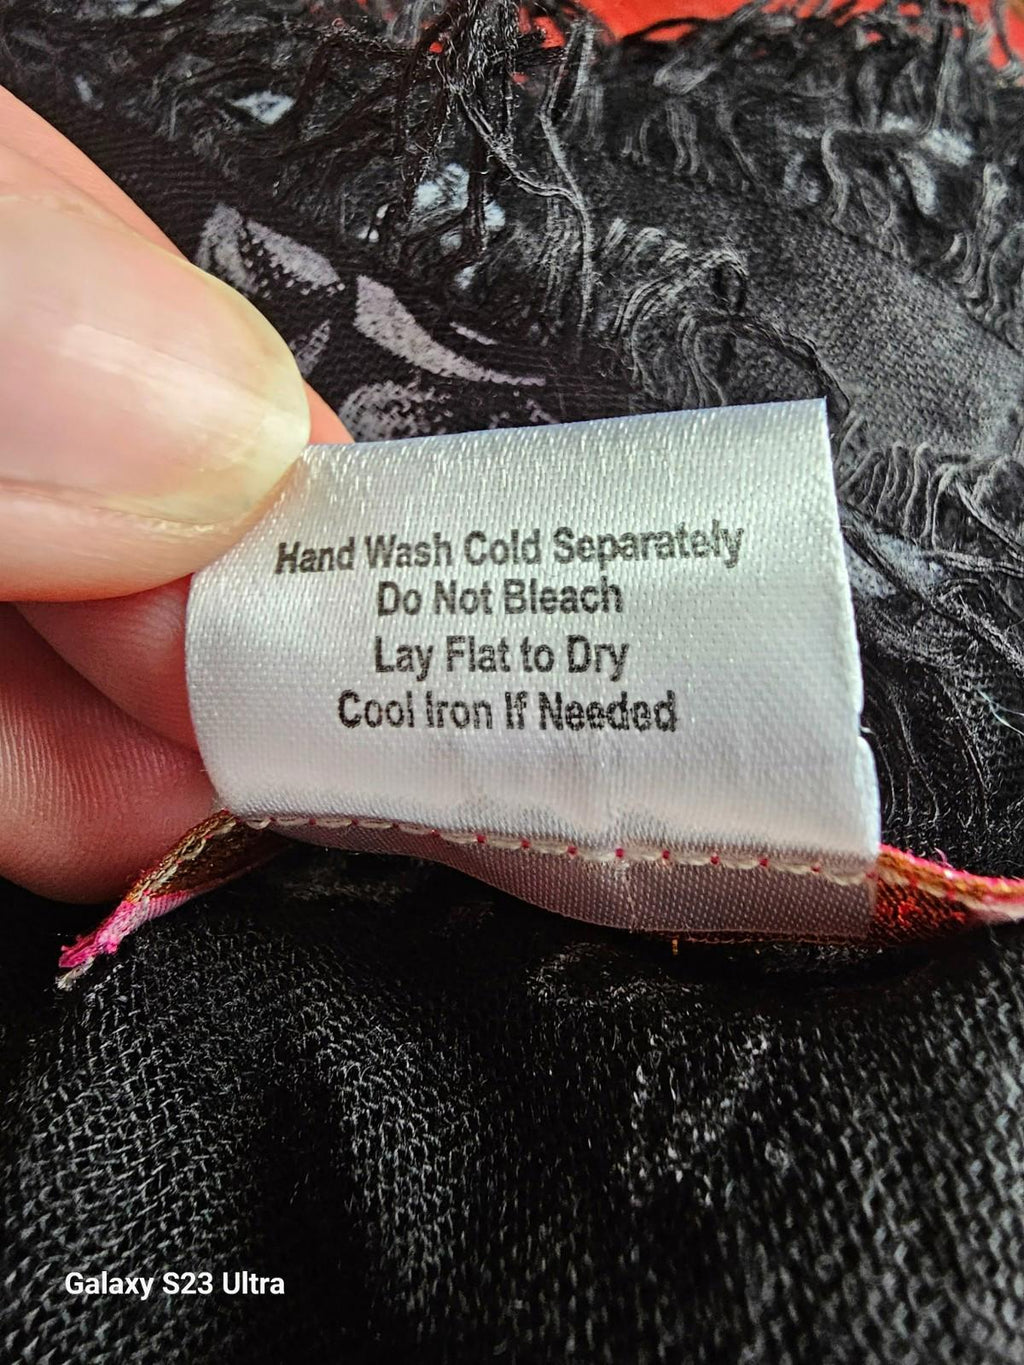 Hand Wash Cold Separately
Do Not Bleach
Lay Flat to Dry
Cool Iron If Needed
Galaxy S23 Ultra